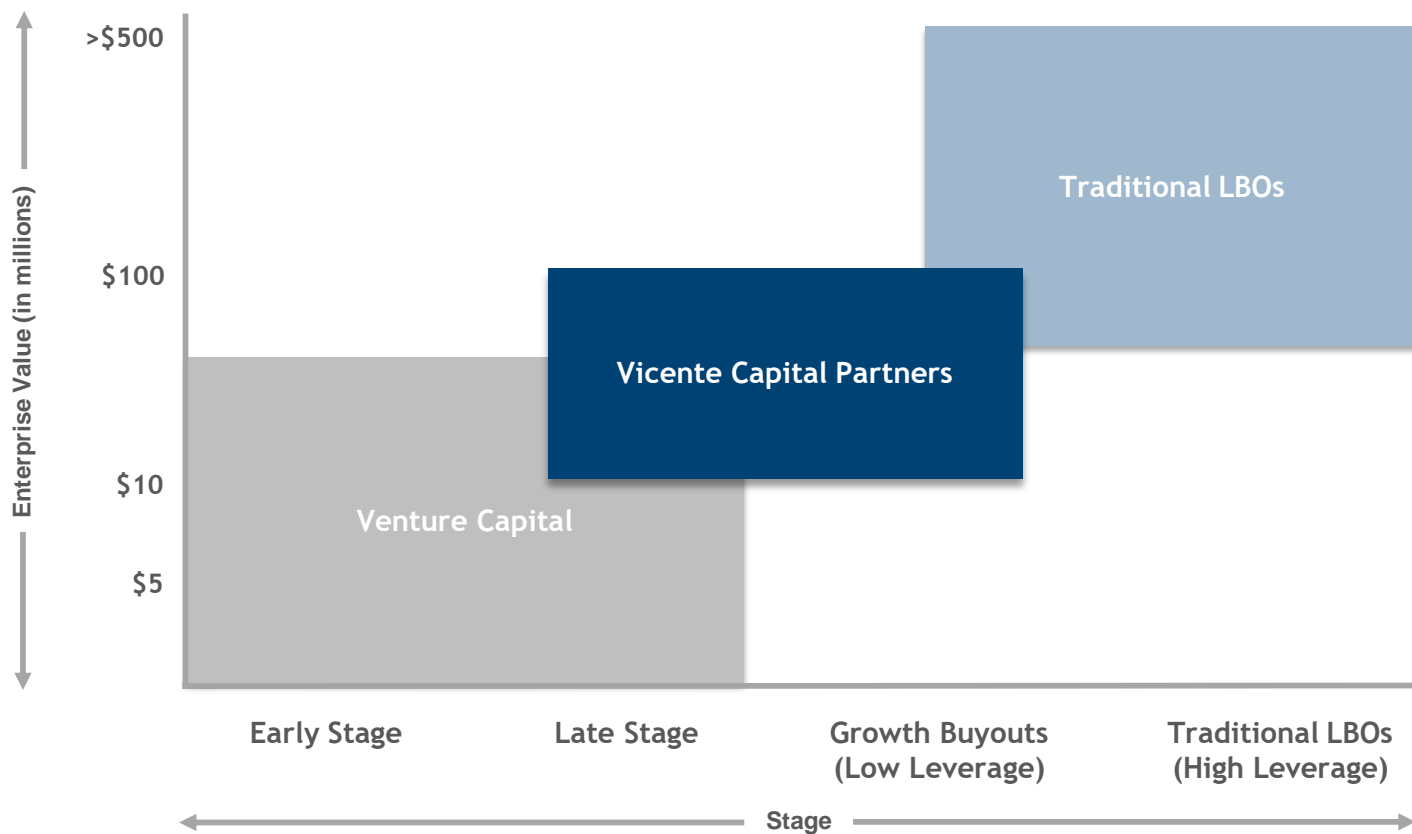 >$500
Traditional LBOs
$100
Enterprise Value (in millions)
Vicente Capital Partners
$10
Venture Capital
$5
Early Stage
Late Stage
Growth Buyouts
(Low Leverage)
Traditional LBOs
(High Leverage)
Stage